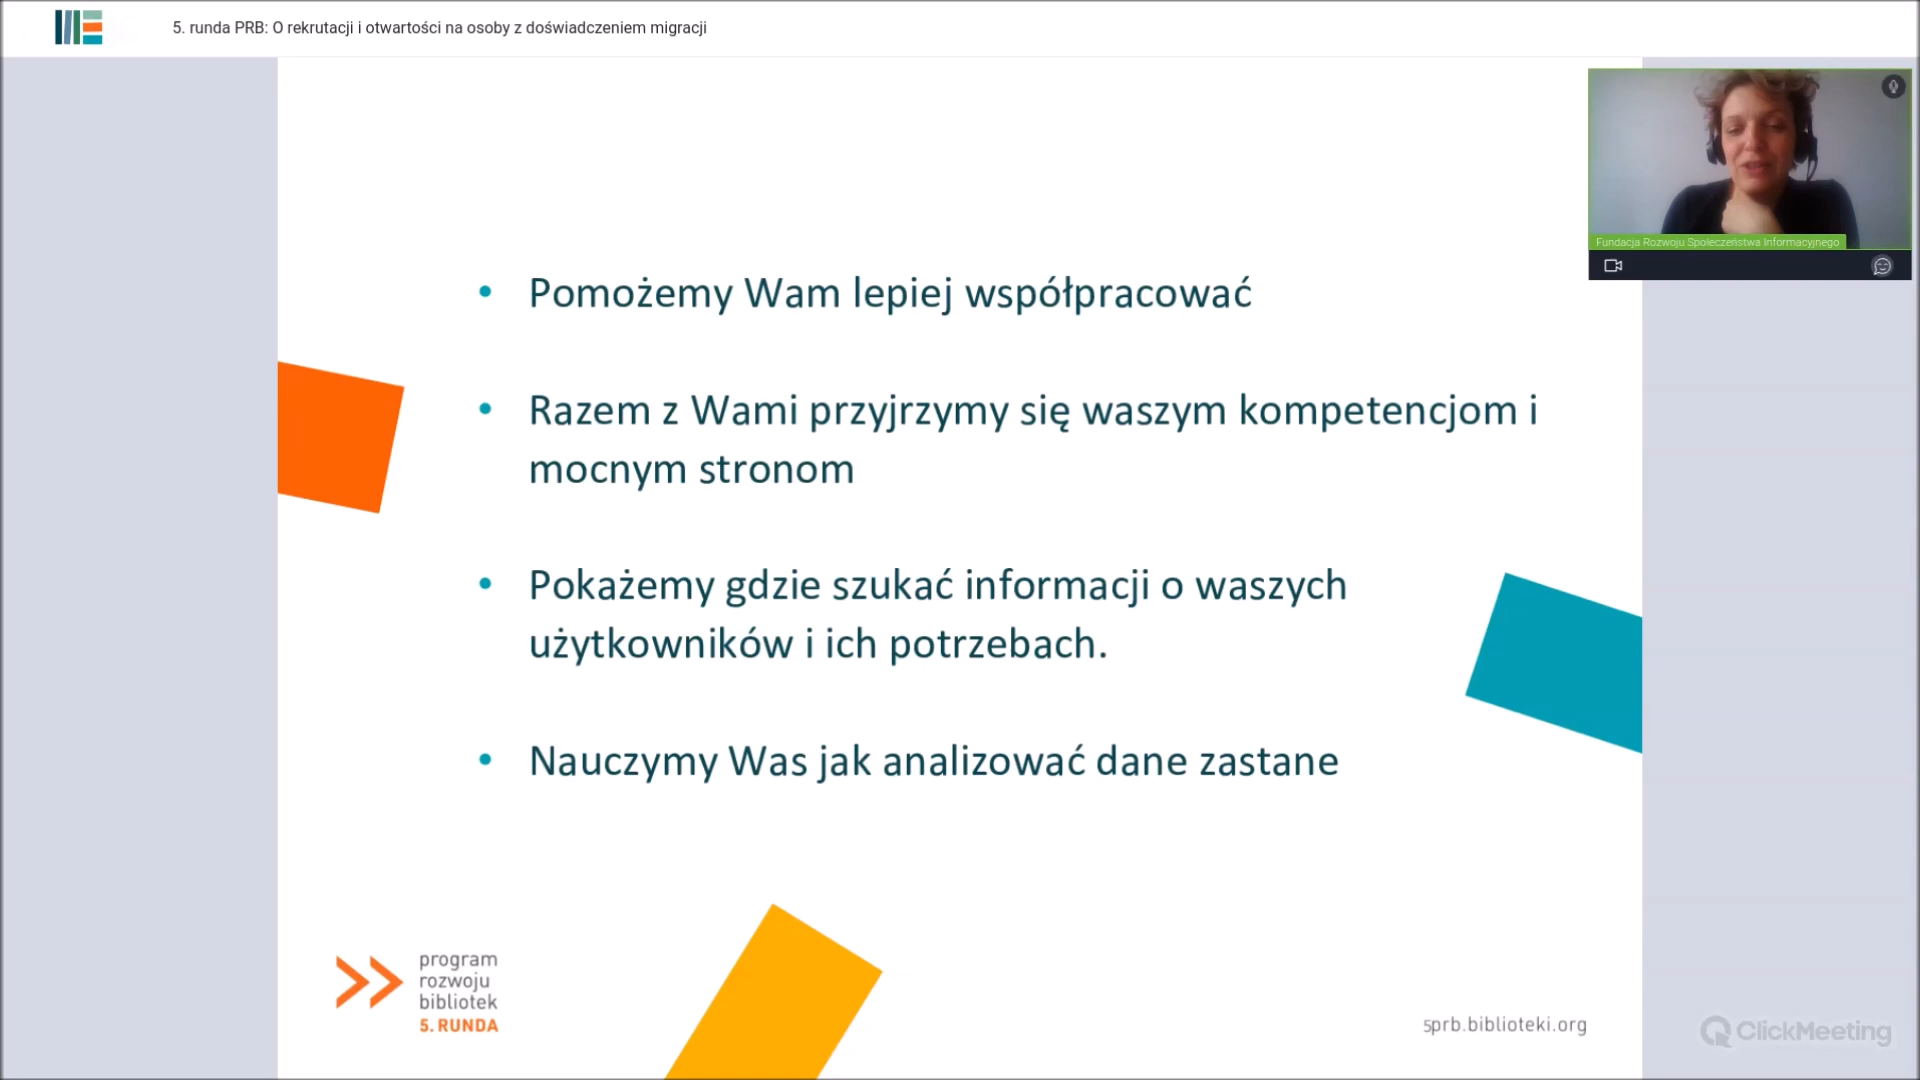 5. runda PRB: O rekrutacji i otwartości na osoby z doświadczeniem migracji
Fundacja Rozwoju Społeczeństwa Informacyjnego
• Pomożemy Wam lepiej współpracować
• Razem z Wami przyjrzymy się waszym kompetencjom i
mocnym stronom
• Pokażemy gdzie szukać informacji o waszych
użytkowników i ich potrzebach.
• Nauczymy Was jak analizować dane zastane
program
rozwoju
bibliotek
5. RUNDA
5prb.biblioteki.org
ClickMeeting